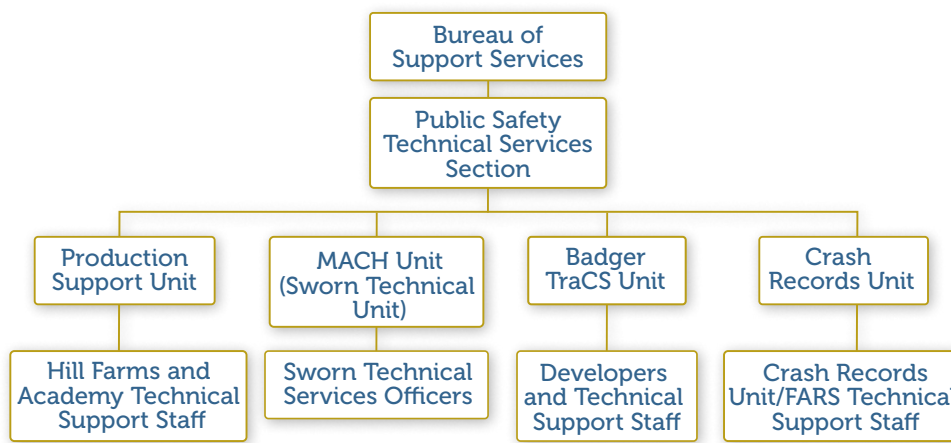 Bureau of
Support Services
Public Safety
Technical Services
Section
Production
Support Unit
MACH Unit
(Sworn Technical
Unit)
Badger
TraCS Unit
Crash
Records Unit
Hill Farms and
Academy Technical
Support Staff
Sworn Technical
Services Officers
Developers
and Technical
Support Staff
Crash Records
Unit/FARS Technical
Support Staff